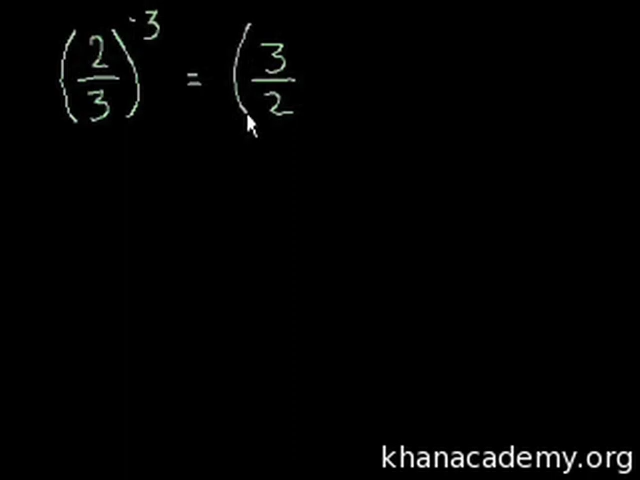 (2/3)^-3 = (3/2
khanacademy.org